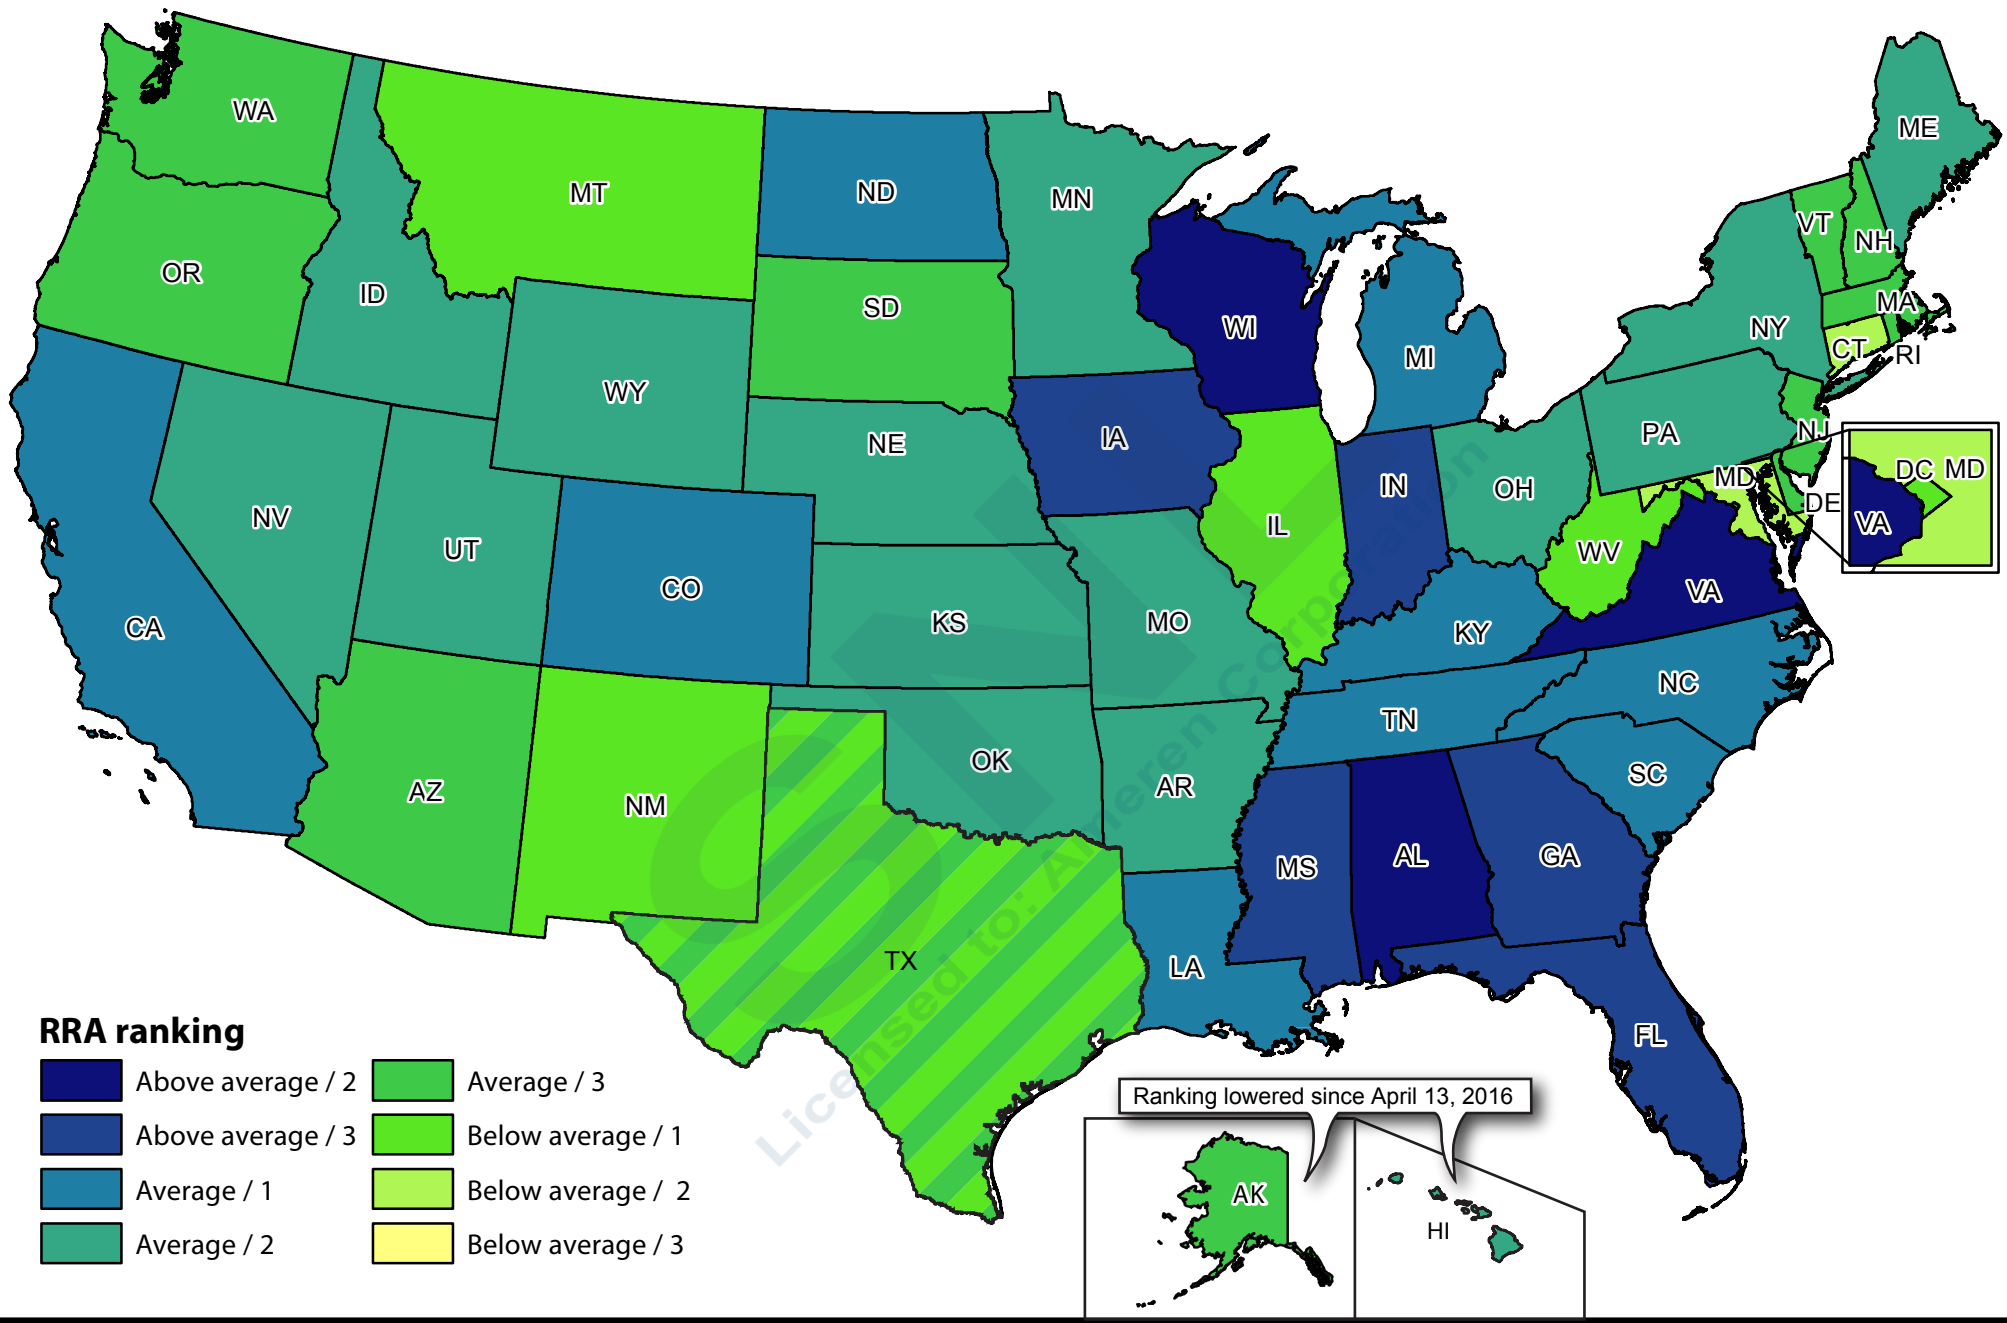 WA
MT
ND
MN
ME
VT
NH
OR
ID
SD
WI
MA
NY
CT
RI
MI
WY
NE
IA
PA
NJ
IN
OH
MD
DE
DC MD
VA
NV
UT
CO
IL
WV
VA
CA
KS
MO
KY
NC
TN
AZ
NM
OK
AR
SC
MS
AL
GA
TX
LA
FL
SNL
Licensed to: Ameren Corporation
RRA ranking
Above average / 2
Above average / 3
Average / 1
Average / 2
Average / 3
Below average / 1
Below average / 2
Below average / 3
Ranking lowered since April 13, 2016
AK
HI